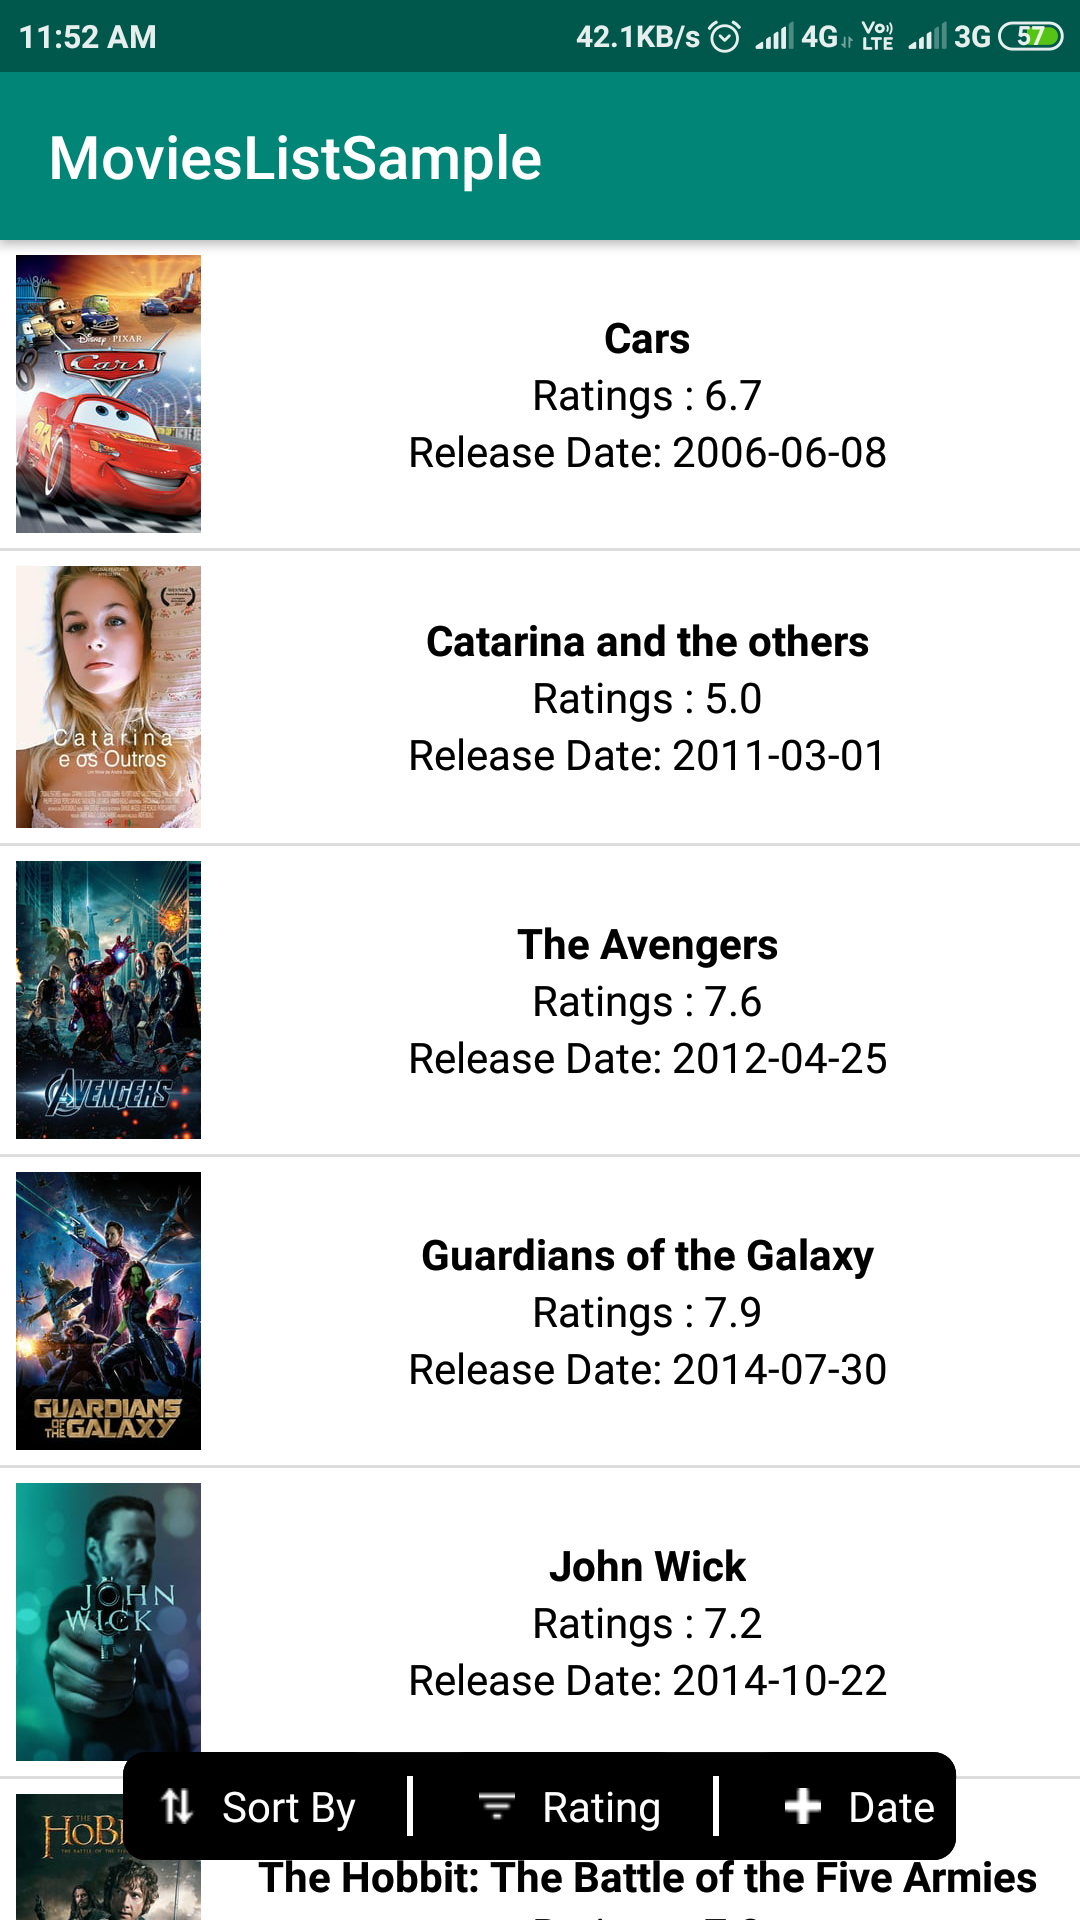 11:52 AM 42.1KB/s 4G Vo LTE 3G 57
MoviesListSample
Disney PIXAR
Cars
Cars
Ratings : 6.7
Release Date: 2006-06-08
Catarina
e os Outros
Catarina and the others
Ratings : 5.0
Release Date: 2011-03-01
AVENGERS
The Avengers
Ratings : 7.6
Release Date: 2012-04-25
GUARDIANS
OF THE GALAXY
Guardians of the Galaxy
Ratings : 7.9
Release Date: 2014-07-30
JOHN
WICK
John Wick
Ratings : 7.2
Release Date: 2014-10-22
THE
Sort By Rating Date
The Hobbit: The Battle of the Five Armies